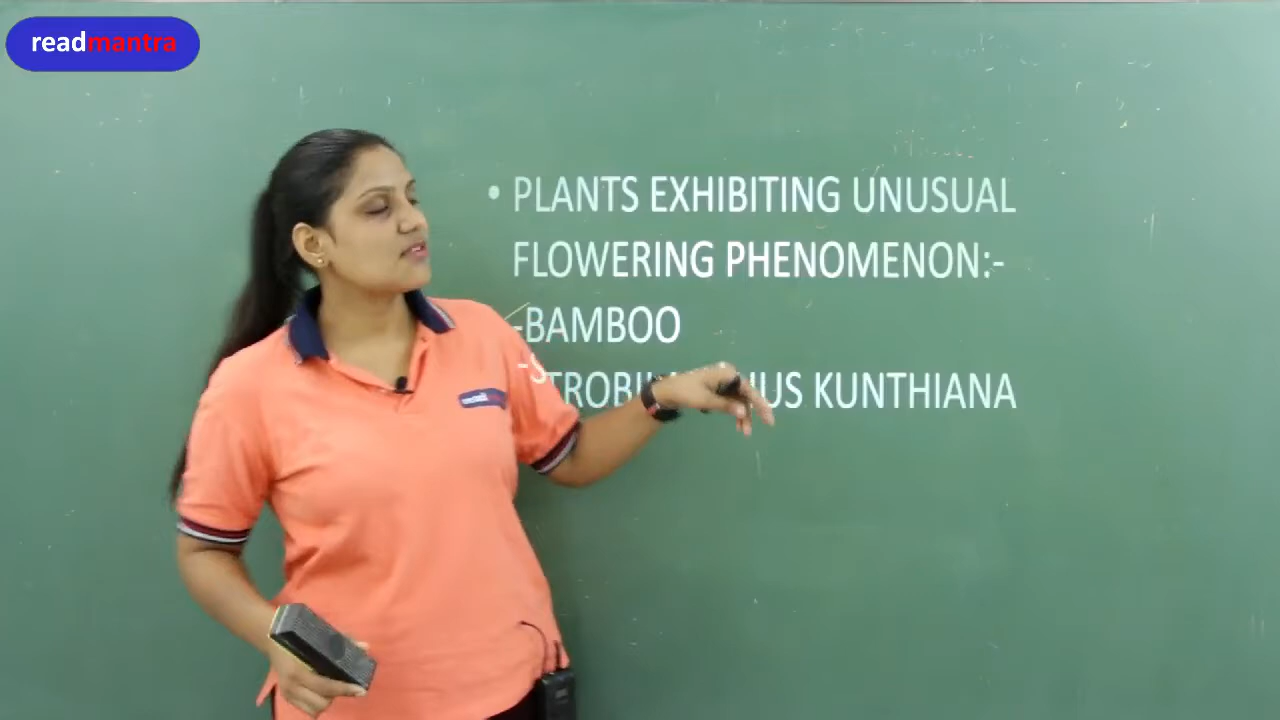 readmantra
• PLANTS EXHIBITING UNUSUAL
FLOWERING PHENOMENON:-
-BAMBOO
KUNTHIANA